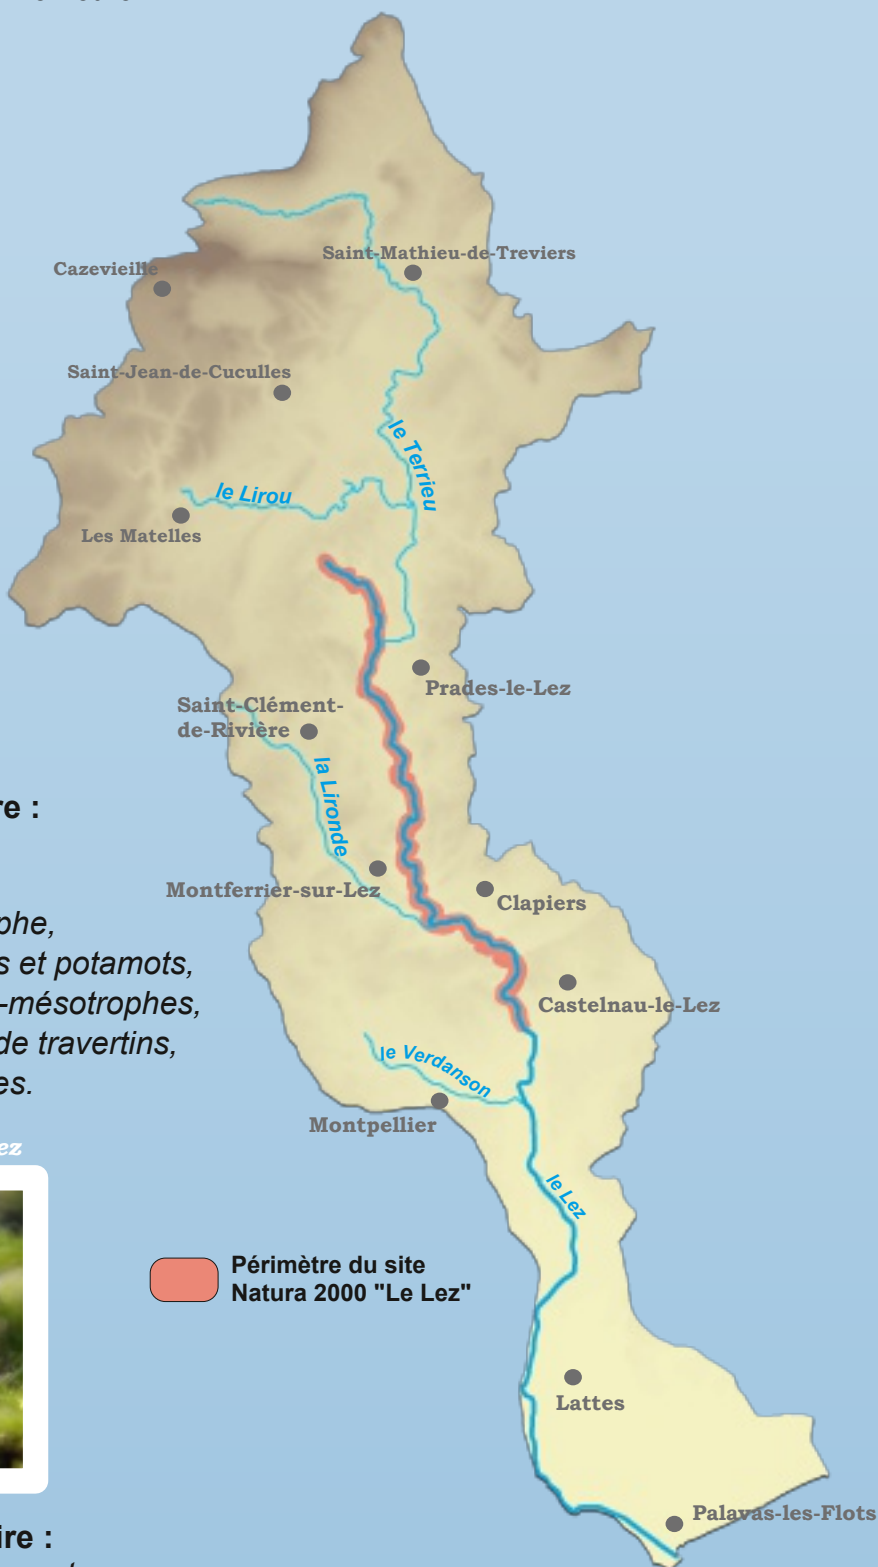 Saint-Mathieu-de-Treviers
Cazevieille
Saint-Jean-de-Cuculles
le Terrieu
le Lirou
Les Matelles
Prades-le-Lez
Saint-Clément-
de-Rivière
la Lironde
re :
Montferrier-sur-Lez
Clapiers
phe,
s et potamots,
-mésotrophes,
Castelnau-le-Lez
de travertins,
le Verdanson
es.
Montpellier
ez
le Lez
Périmètre du site
Natura 2000 "Le Lez"
Lattes
Palavas-les-Flots
ire :